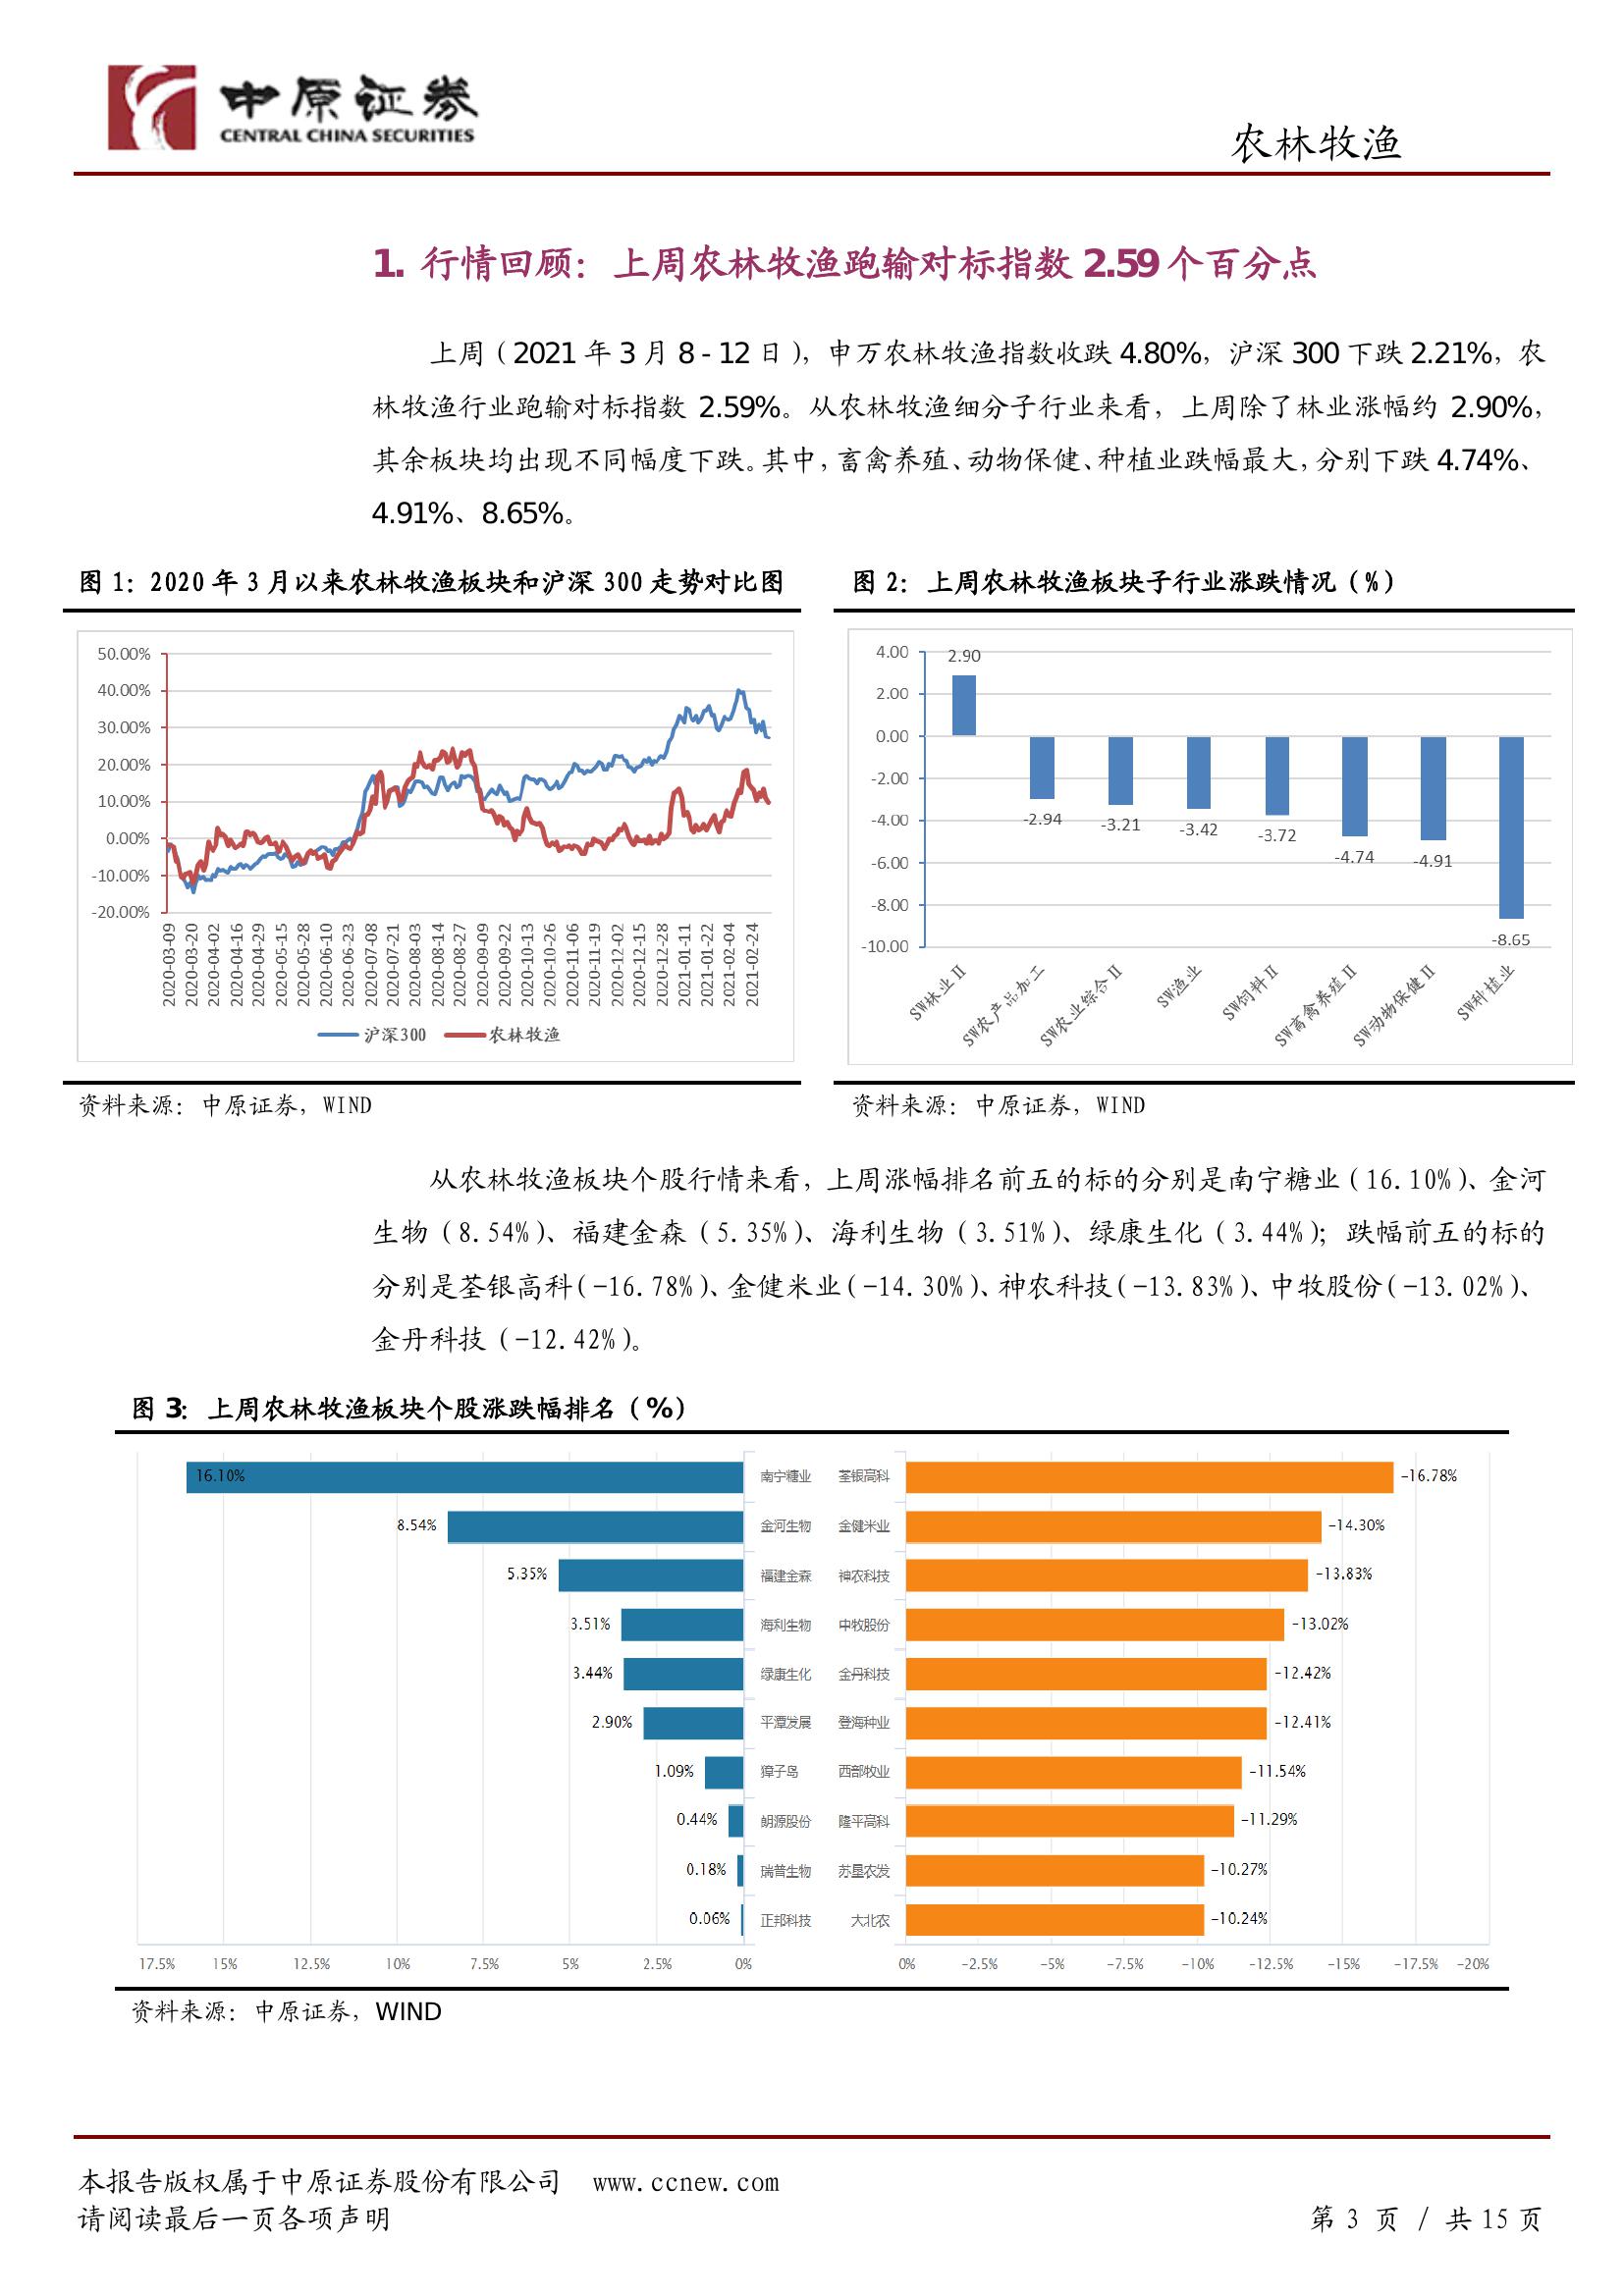 中原证券
CENTRAL CHINA SECURITIES
农林牧渔
1. 行情回顾：上周农林牧渔跑输对标指数 2.59 个百分点
上周（2021 年 3 月 8 - 12 日），申万农林牧渔指数收跌 4.80%，沪深 300 下跌 2.21%，农
林牧渔行业跑输对标指数 2.59%。从农林牧渔细分子行业来看，上周除了林业涨幅约 2.90%，
其余板块均出现不同幅度下跌。其中，畜禽养殖、动物保健、种植业跌幅最大，分别下跌 4.74%、
4.91%、8.65%。
图 1：2020 年 3 月以来农林牧渔板块和沪深 300 走势对比图
50.00%
40.00%
30.00%
20.00%
10.00%
0.00%
-10.00%
-20.00%
2020-03-09
2020-03-20
2020-04-02
2020-04-16
2020-04-29
2020-05-15
2020-05-28
2020-06-10
2020-06-23
2020-07-08
2020-07-21
2020-08-03
2020-08-14
2020-08-27
2020-09-09
2020-09-22
2020-10-13
2020-10-26
2020-11-06
2020-11-19
2020-12-02
2020-12-15
2020-12-28
2021-01-11
2021-01-22
2021-02-04
2021-02-24
沪深300 农林牧渔
资料来源：中原证券，WIND
图 2：上周农林牧渔板块子行业涨跌情况（%）
4.00
2.00
0.00
-2.00
-4.00
-6.00
-8.00
-10.00
2.90
-2.94
-3.21
-3.42
-3.72
-4.74
-4.91
-8.65
SW林业Ⅱ
SW农产品加工
SW农业综合Ⅱ
SW渔业
SW饲料Ⅱ
SW畜禽养殖Ⅱ
SW动物保健Ⅱ
SW种植业
资料来源：中原证券，WIND
从农林牧渔板块个股行情来看，上周涨幅排名前五的标的分别是南宁糖业（16.10%）、金河
生物（8.54%）、福建金森（5.35%）、海利生物（3.51%）、绿康生化（3.44%）；跌幅前五的标的
分别是荃银高科(-16.78%)、金健米业(-14.30%)、神农科技(-13.83%)、中牧股份(-13.02%)、
金丹科技（-12.42%）。
图 3：上周农林牧渔板块个股涨跌幅排名（%）
16.10% 南宁糖业 荃银高科 -16.78%
8.54% 金河生物 金健米业 -14.30%
5.35% 福建金森 神农科技 -13.83%
3.51% 海利生物 中牧股份 -13.02%
3.44% 绿康生化 金丹科技 -12.42%
2.90% 平潭发展 登海种业 -12.41%
1.09% 獐子岛 西部牧业 -11.54%
0.44% 朗源股份 隆平高科 -11.29%
0.18% 瑞普生物 苏垦农发 -10.27%
0.06% 正邦科技 大北农 -10.24%
17.5% 15% 12.5% 10% 7.5% 5% 2.5% 0% 0% -2.5% -5% -7.5% -10% -12.5% -15% -17.5% -20%
资料来源：中原证券，WIND
本报告版权属于中原证券股份有限公司 www.ccnew.com
请阅读最后一页各项声明
第 3 页 / 共 15 页